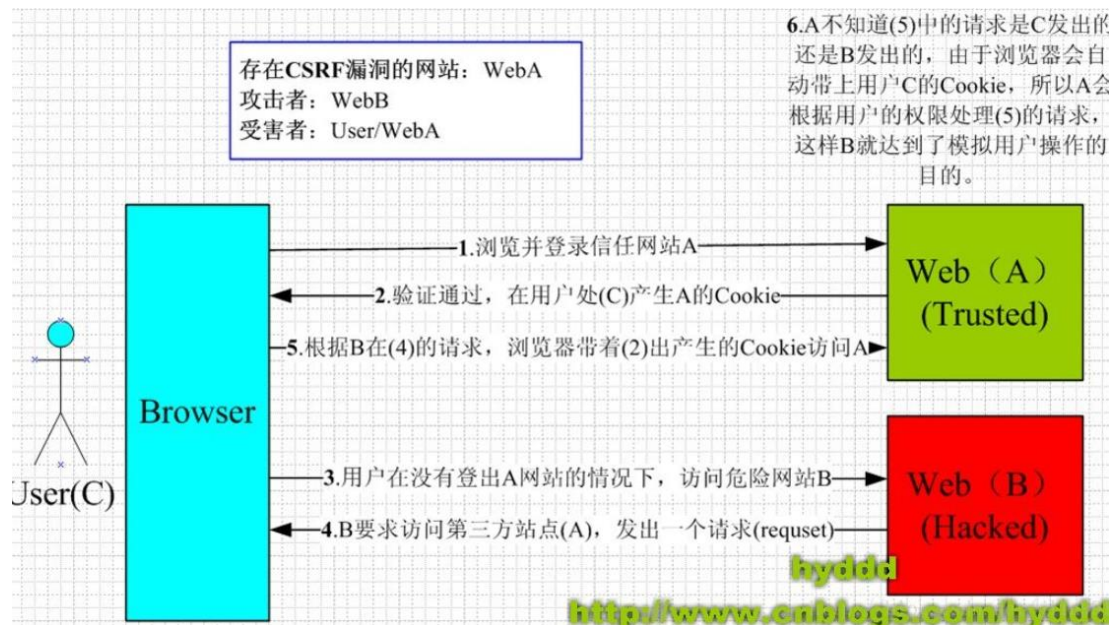 存在CSRF漏洞的网站：WebA
攻击者：WebB
受害者：User/WebA
6.A不知道(5)中的请求是C发出的
还是B发出的，由于浏览器会自
动带上用户C的Cookie，所以A会
根据用户的权限处理(5)的请求，
这样B就达到了模拟用户操作的
目的。
1.浏览并登录信任网站A
2.验证通过，在用户处(C)产生A的Cookie
5.根据B在(4)的请求，浏览器带着(2)出产生的Cookie访问A
Web（A）
(Trusted)
Browser
User(C)
3.用户在没有登出A网站的情况下，访问危险网站B
4.B要求访问第三方站点(A)，发出一个请求(requset)
Web（B）
(Hacked)
hyddd
http://www.cnblogs.com/hyddd